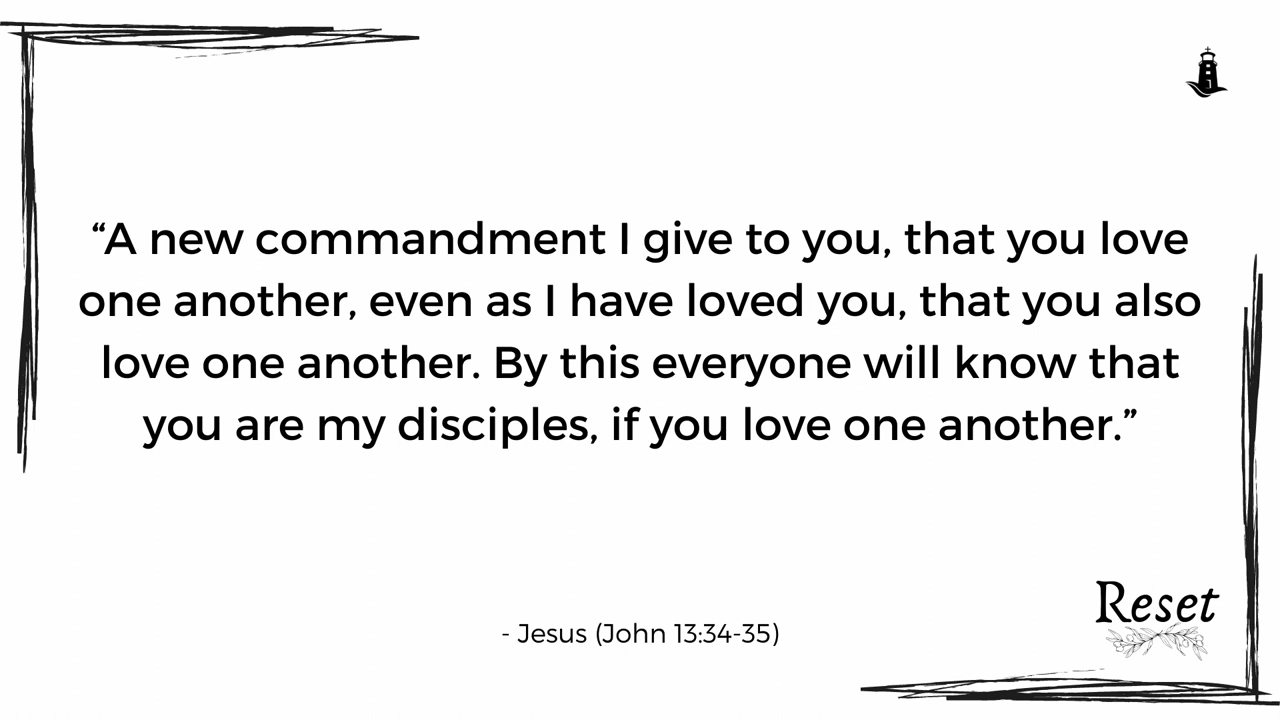 “A new commandment I give to you, that you love
one another, even as I have loved you, that you also
love one another. By this everyone will know that
you are my disciples, if you love one another.”
- Jesus (John 13:34-35)
Reset